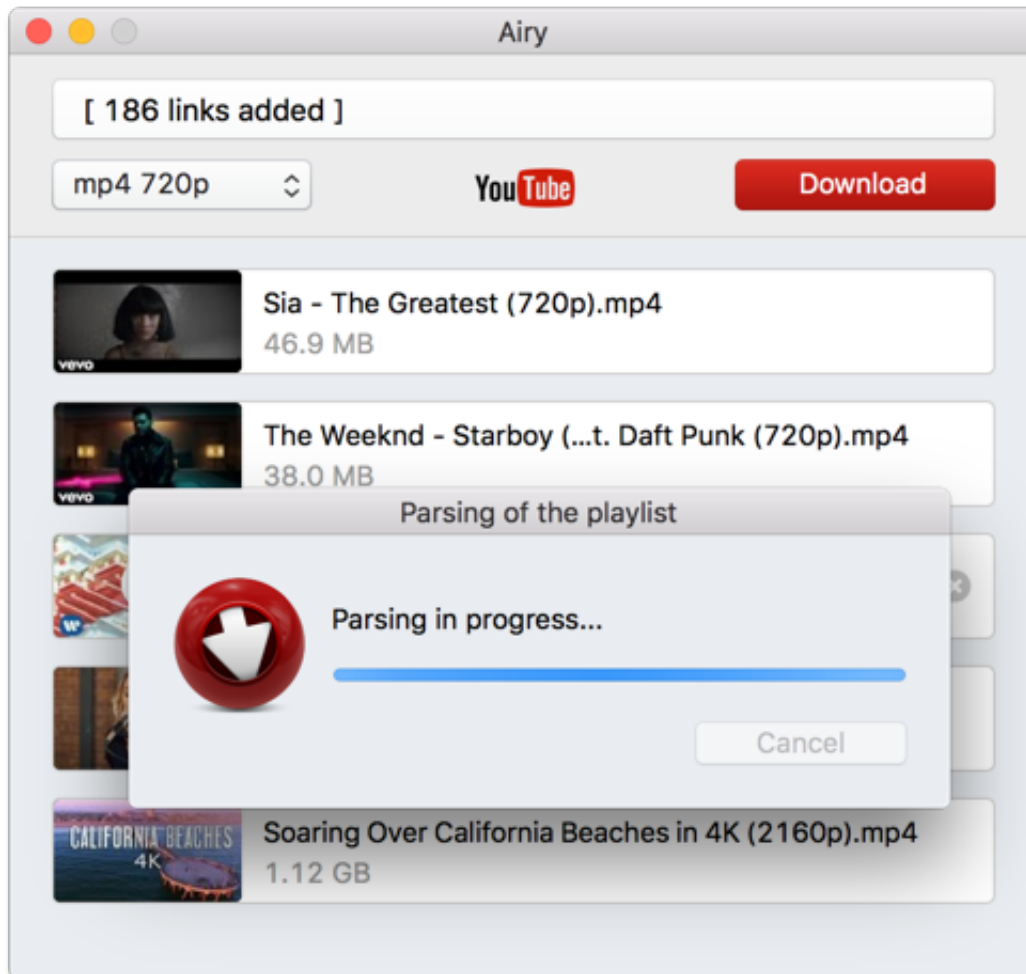 Airy
[ 186 links added ]
mp4 720p
YouTube
Download
vevo
Sia - The Greatest (720p).mp4
46.9 MB
vevo
The Weeknd - Starboy (...t. Daft Punk (720p).mp4
38.0 MB
Parsing of the playlist
Parsing in progress...
Cancel
CALIFORNIA BEACHES
4K
Soaring Over California Beaches in 4K (2160p).mp4
1.12 GB